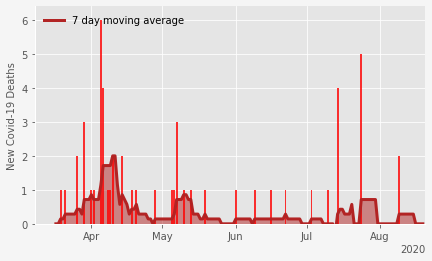 7 day moving average
New Covid-19 Deaths
6
5
4
3
2
1
0
Apr
May
Jun
Jul
Aug
2020